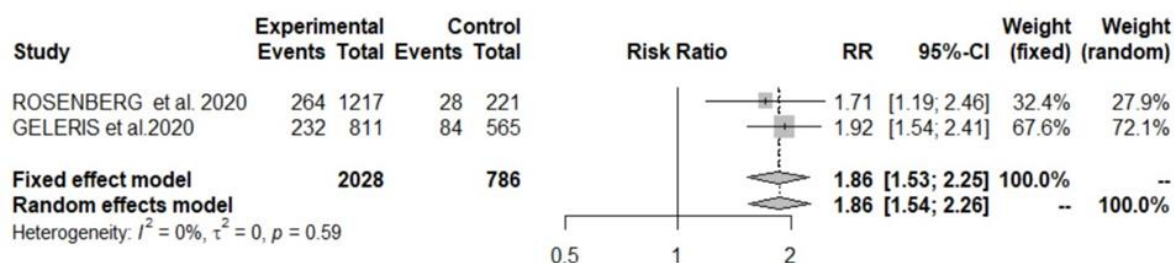 Experimental Control Weight Weight
Study Events Total Events Total Risk Ratio RR 95%-CI (fixed) (random)
ROSENBERG et al. 2020 264 1217 28 221 1.71 [1.19; 2.46] 32.4% 27.9%
GELERIS et al.2020 232 811 84 565 1.92 [1.54; 2.41] 67.6% 72.1%
Fixed effect model 2028 786 1.86 [1.53; 2.25] 100.0% --
Random effects model 1.86 [1.54; 2.26] -- 100.0%
Heterogeneity: I² = 0%, τ² = 0, p = 0.59
0.5 1 2